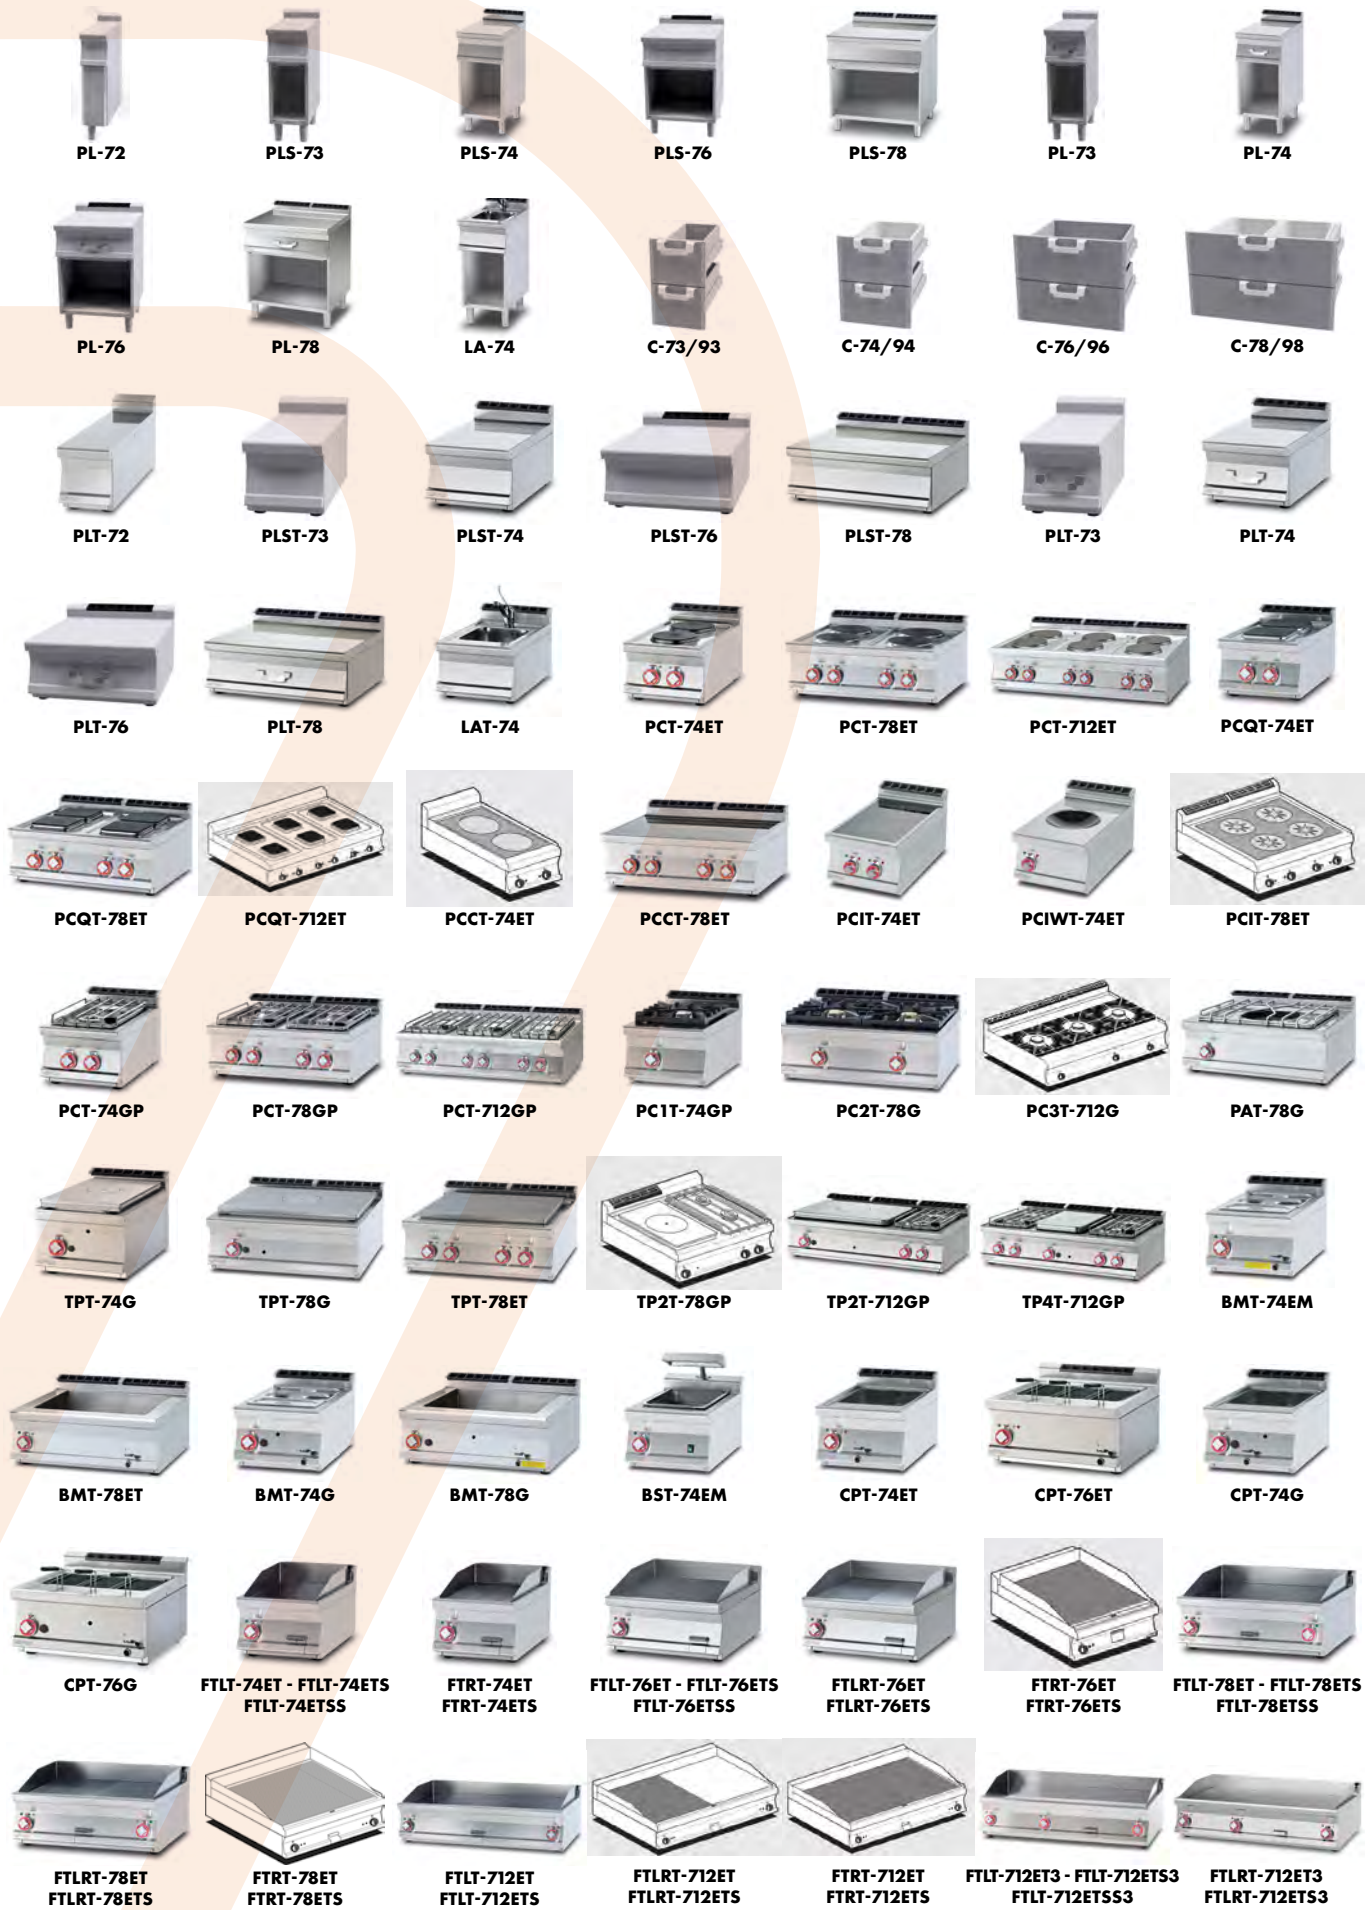 PL-72 PLS-73 PLS-74 PLS-76 PLS-78 PL-73 PL-74
PL-76 PL-78 LA-74 C-73/93 C-74/94 C-76/96 C-78/98
PLT-72 PLST-73 PLST-74 PLST-76 PLST-78 PLT-73 PLT-74
PLT-76 PLT-78 LAT-74 PCT-74ET PCT-78ET PCT-712ET PCQT-74ET
PCQT-78ET PCQT-712ET PCCT-74ET PCCT-78ET PCIT-74ET PCIWT-74ET PCIT-78ET
PCT-74GP PCT-78GP PCT-712GP PC1T-74GP PC2T-78G PC3T-712G PAT-78G
TPT-74G TPT-78G TPT-78ET TP2T-78GP TP2T-712GP TP4T-712GP BMT-74EM
BMT-78ET BMT-74G BMT-78G BST-74EM CPT-74ET CPT-76ET CPT-74G
CPT-76G FTLT-74ET - FTLT-74ETS FTRT-74ET FTLT-76ET - FTLT-76ETS FTLRT-76ET FTRT-76ET FTLT-78ET - FTLT-78ETS
FTLT-74ETSS FTRT-74ETS FTLT-76ETSS FTLRT-76ETS FTRT-76ETS FTLT-78ETSS
FTLRT-78ET FTRT-78ET FTLT-712ET FTLRT-712ET FTRT-712ET FTLT-712ET3 - FTLT-712ETS3 FTLRT-712ET3
FTLRT-78ETS FTRT-78ETS FTLT-712ETS FTLRT-712ETS FTRT-712ETS FTLT-712ETSS3 FTLRT-712ETS3